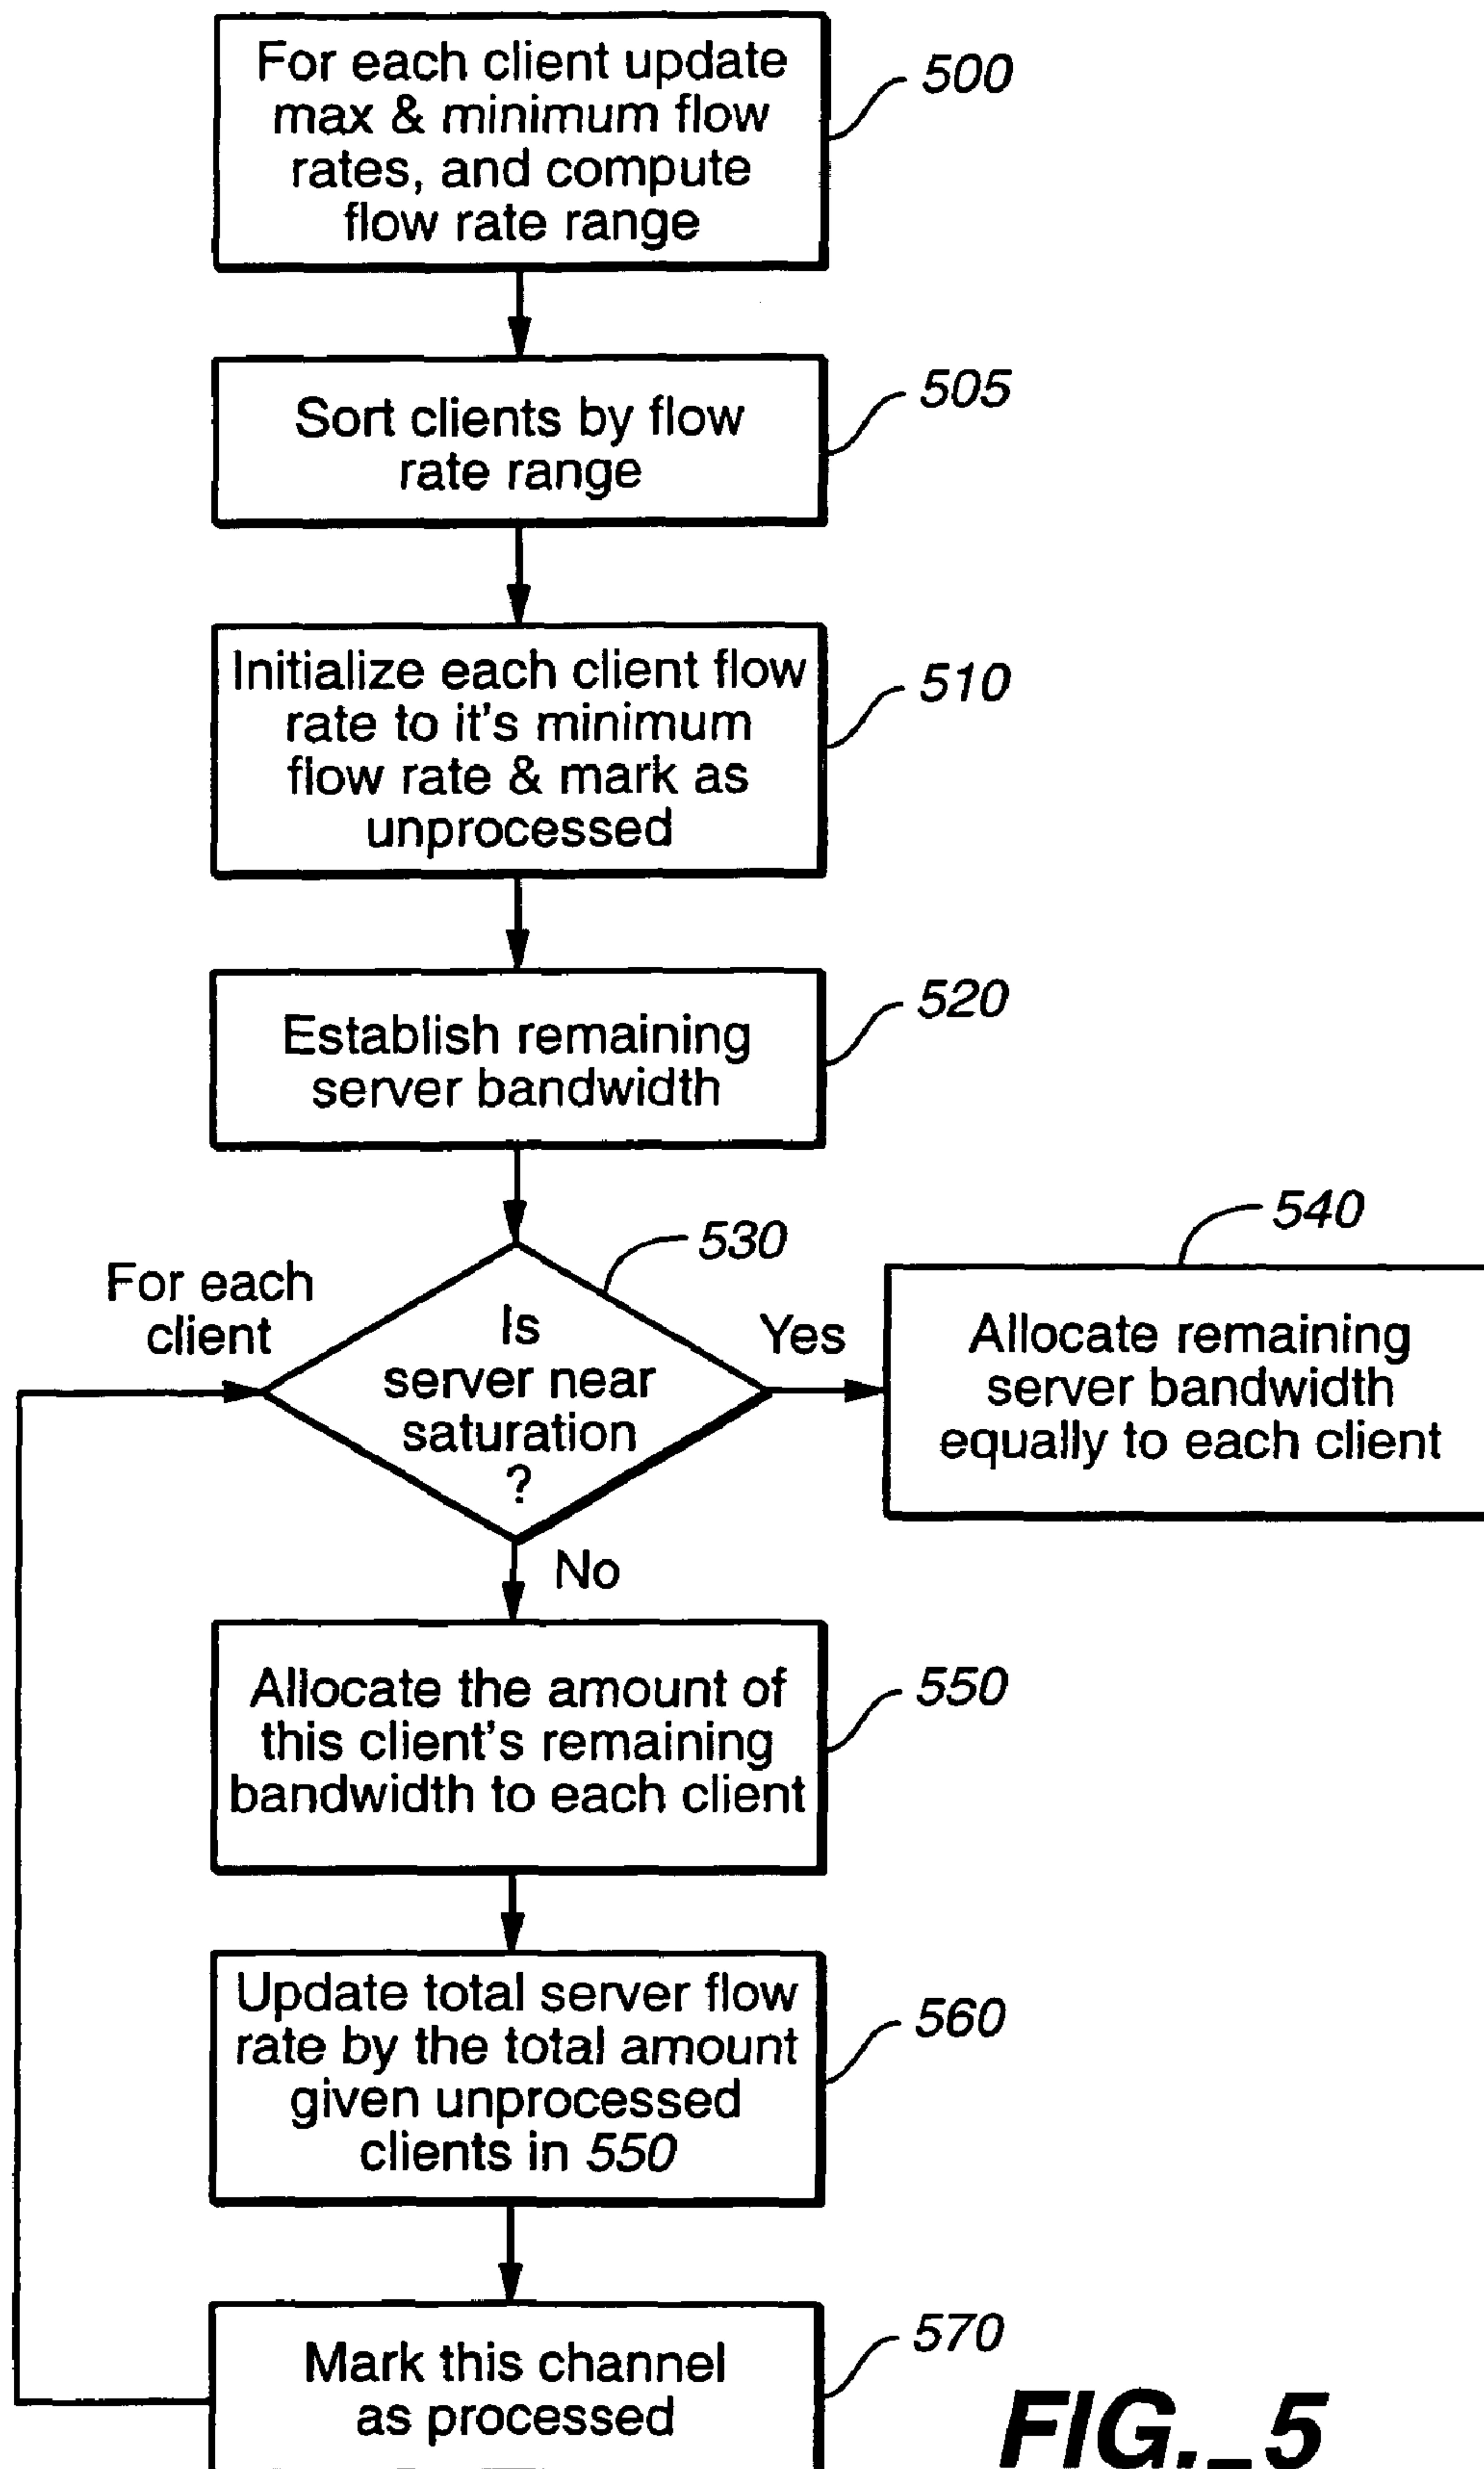 For each client update
max & minimum flow
rates, and compute
flow rate range
500
Sort clients by flow
rate range
505
Initialize each client flow
rate to it's minimum
flow rate & mark as
unprocessed
510
Establish remaining
server bandwidth
520
For each
client
Is
server near
saturation
?
530
Yes
540
Allocate remaining
server bandwidth
equally to each client
No
Allocate the amount of
this client's remaining
bandwidth to each client
550
Update total server flow
rate by the total amount
given unprocessed
clients in 550
560
Mark this channel
as processed
570
FIG._5